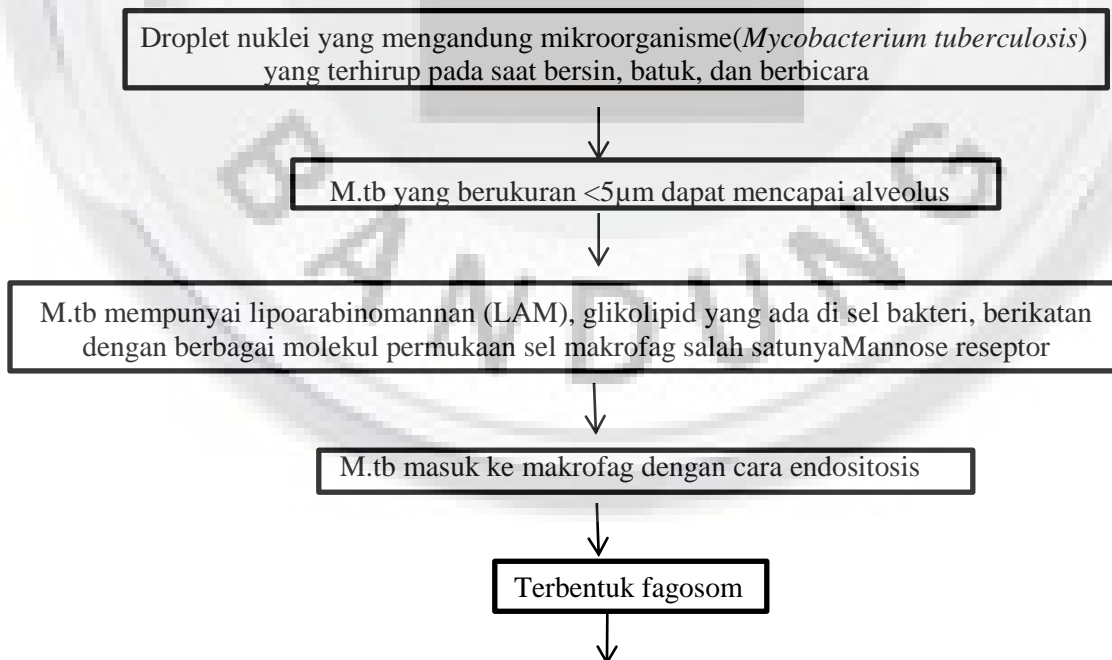 Droplet nuklei yang mengandung mikroorganisme(Mycobacterium tuberculosis)
yang terhirup pada saat bersin, batuk, dan berbicara
M.tb yang berukuran <5μm dapat mencapai alveolus
M.tb mempunyai lipoarabinomannan (LAM), glikolipid yang ada di sel bakteri, berikatan
dengan berbagai molekul permukaan sel makrofag salah satunyaMannose reseptor
M.tb masuk ke makrofag dengan cara endositosis
Terbentuk fagosom
BANDUNG